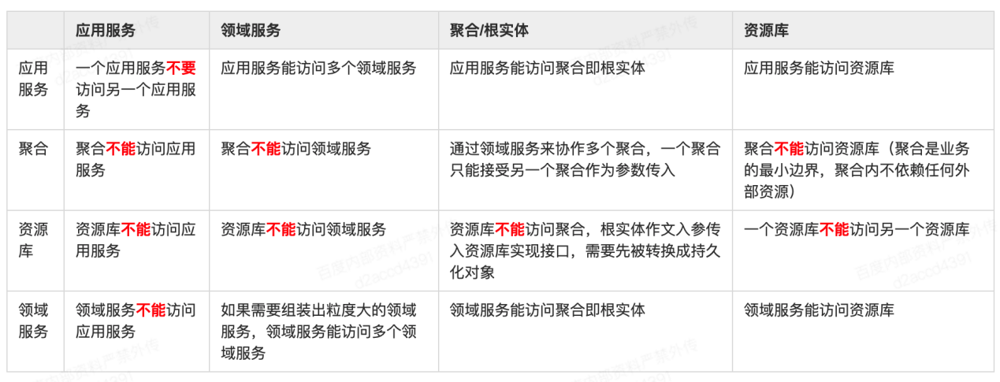 应用服务 领域服务 聚合/根实体 资源库
应用服务
一个应用服务不要访问另一个应用服务
应用服务能访问多个领域服务
应用服务能访问聚合即根实体
应用服务能访问资源库
聚合
聚合不能访问应用服务
聚合不能访问领域服务
通过领域服务来协作多个聚合，一个聚合
只能接受另一个聚合作为参数传入
聚合不能访问资源库（聚合是业务
的最小边界，聚合内不依赖任何外
部资源）
资源库
资源库不能访问应用服务
资源库不能访问领域服务
资源库不能访问聚合，根实体作文入参传
入资源库实现接口，需要先被转换成持久
化对象
一个资源库不能访问另一个资源库
领域服务
领域服务不能访问应用服务
如果需要组装出粒度大的领域
服务，领域服务能访问多个领
域服务
领域服务能访问聚合即根实体
领域服务能访问资源库
百度内部资料严禁外传
d2accd4391